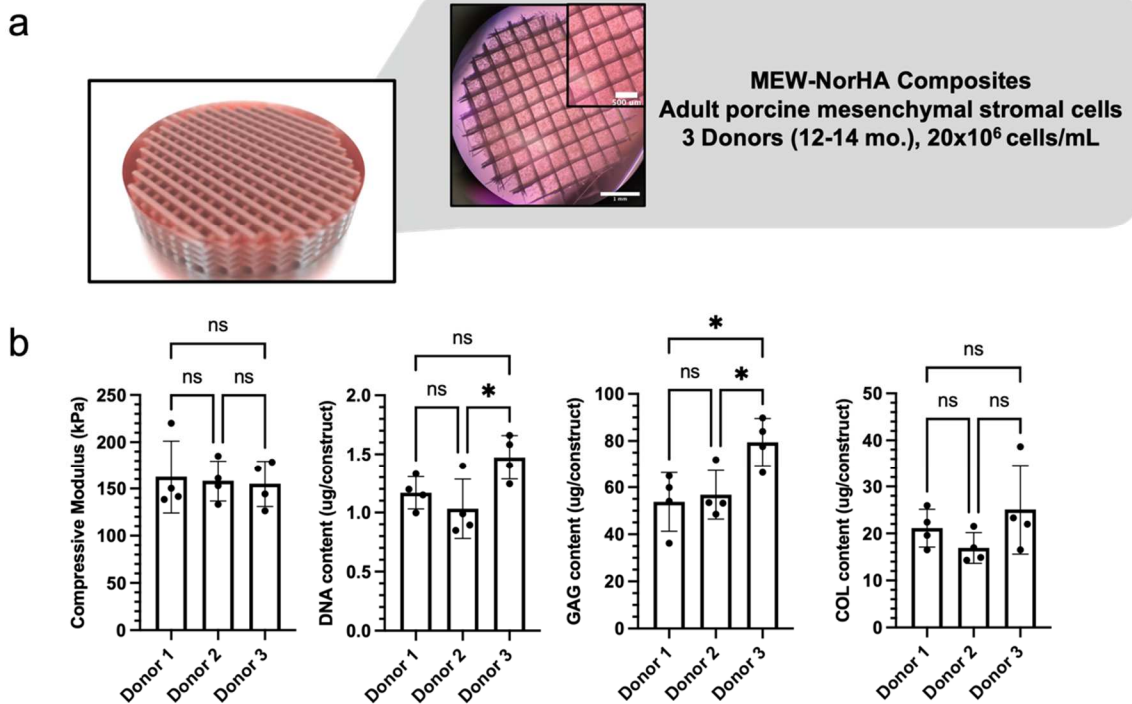 a
500 um
1 mm
MEW-NorHA Composites
Adult porcine mesenchymal stromal cells
3 Donors (12-14 mo.), 20x10⁶ cells/mL
b
Compressive Modulus (kPa)
250
200
150
100
50
0
ns
ns
ns
Donor 1
Donor 2
Donor 3
DNA content (ug/construct)
2.0
1.5
1.0
0.5
0.0
ns
ns
*
Donor 1
Donor 2
Donor 3
GAG content (ug/construct)
100
80
60
40
20
0
*
ns
*
Donor 1
Donor 2
Donor 3
COL content (ug/construct)
50
40
30
20
10
0
ns
ns
ns
Donor 1
Donor 2
Donor 3